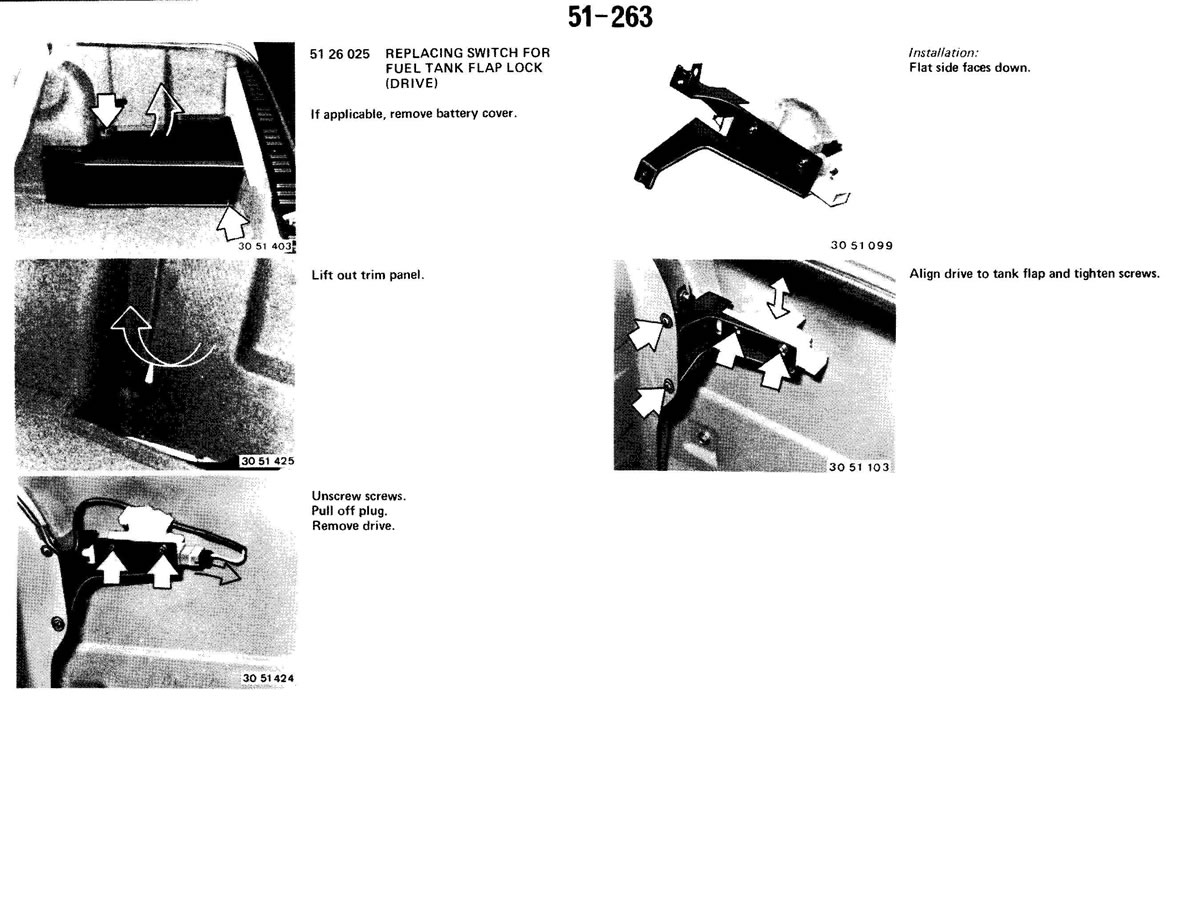 51-263
51 26 025 REPLACING SWITCH FOR
FUEL TANK FLAP LOCK
(DRIVE)
If applicable, remove battery cover.
30 51 403
Lift out trim panel.
30 51 425
Unscrew screws.
Pull off plug.
Remove drive.
30 51 424
Installation:
Flat side faces down.
30 51 099
Align drive to tank flap and tighten screws.
30 51 103